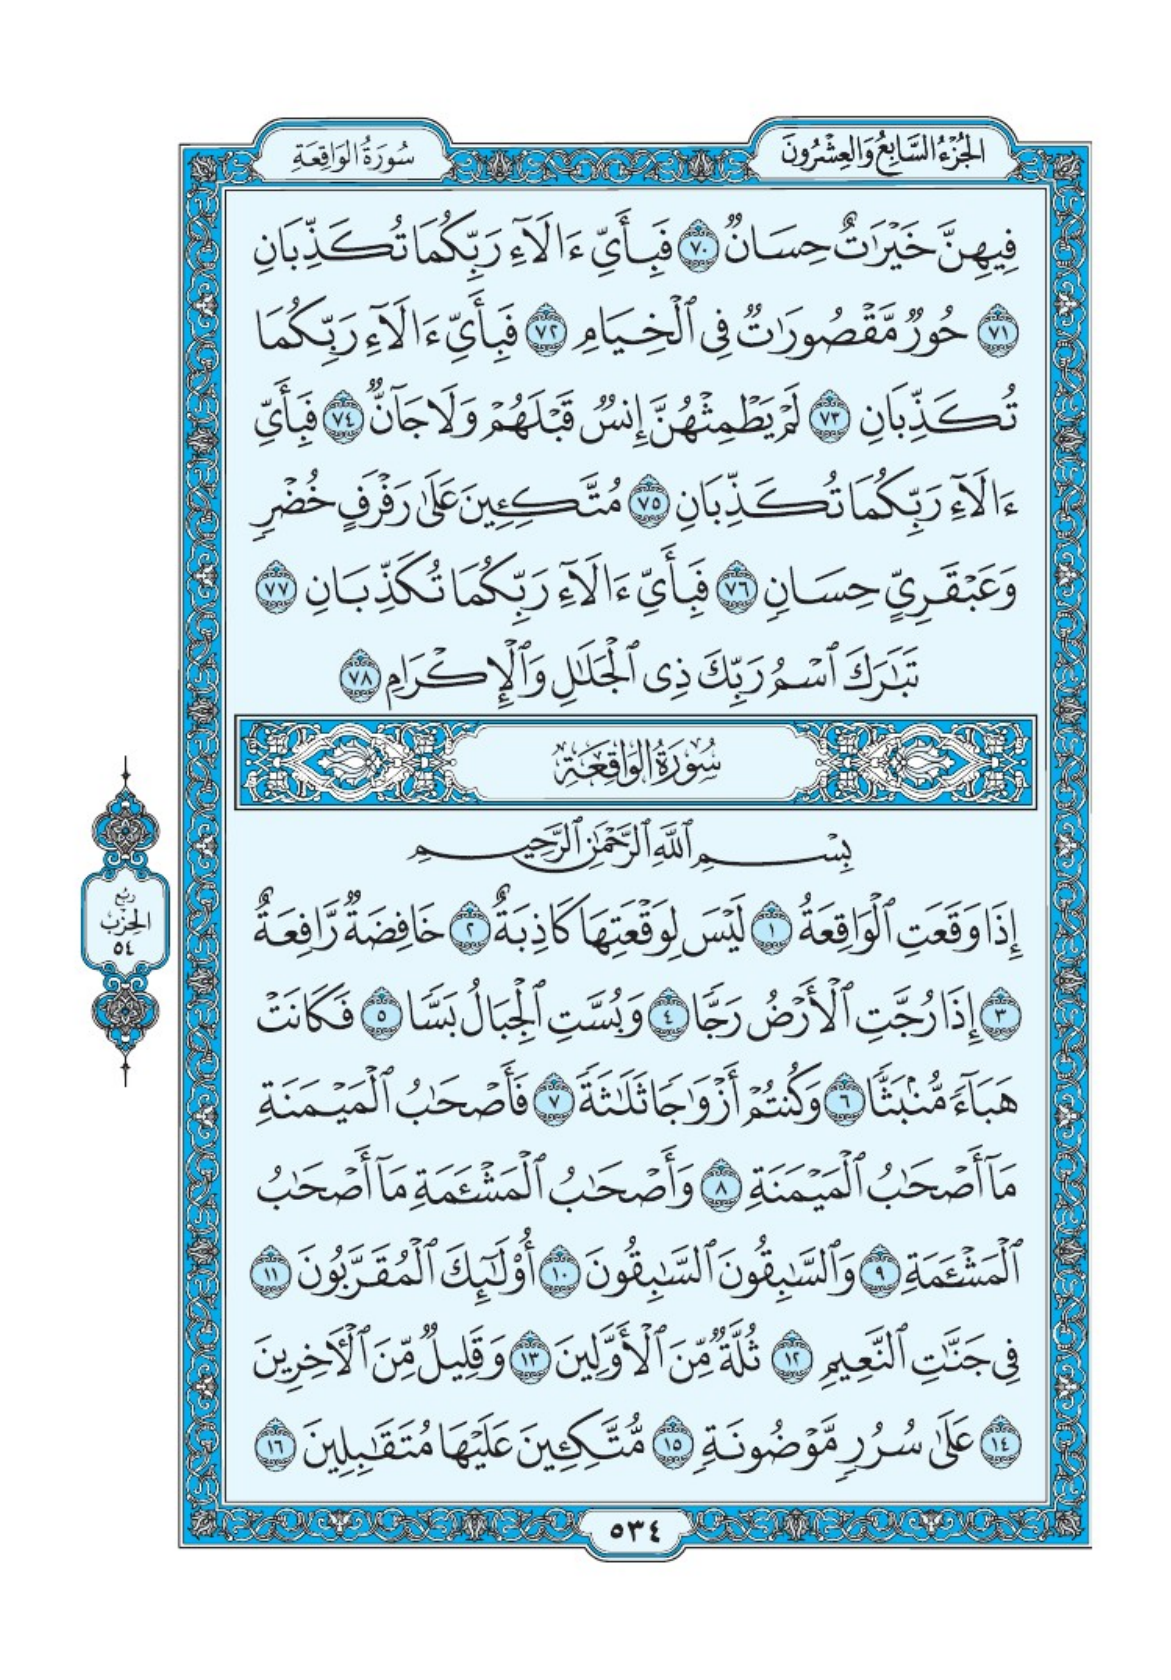 الجُزْءُ السَّابِعُ وَالعِشْرُونَ
سُورَةُ الوَاقِعَةِ
فِيهِنَّ خَيْرَٰتٌ حِسَانٌ ٧٠ فَبِأَيِّ ءَالَآءِ رَبِّكُمَا تُكَذِّبَانِ
٧١ حُورٌ مَّقْصُورَٰتٌ فِى ٱلْخِيَامِ ٧٢ فَبِأَيِّ ءَالَآءِ رَبِّكُمَا
تُكَذِّبَانِ ٧٣ لَمْ يَطْمِثْهُنَّ إِنسٌ قَبْلَهُمْ وَلَا جَآنٌّ ٧٤ فَبِأَيِّ
ءَالَآءِ رَبِّكُمَا تُكَذِّبَانِ ٧٥ مُتَّكِـِٔينَ عَلَىٰ رَفْرَفٍ خُضْرٍ
وَعَبْقَرِيٍّ حِسَانٍ ٧٦ فَبِأَيِّ ءَالَآءِ رَبِّكُمَا تُكَذِّبَانِ ٧٧
تَبَٰرَكَ ٱسْمُ رَبِّكَ ذِى ٱلْجَلَٰلِ وَٱلْإِكْرَامِ ٧٨
سُورَةُ الوَاقِعَةِ
بِسْمِ ٱللَّهِ ٱلرَّحْمَٰنِ ٱلرَّحِيمِ
إِذَا وَقَعَتِ ٱلْوَاقِعَةُ ١ لَيْسَ لِوَقْعَتِهَا كَاذِبَةٌ ٢ خَافِضَةٌ رَّافِعَةٌ
٣ إِذَا رُجَّتِ ٱلْأَرْضُ رَجًّا ٤ وَبُسَّتِ ٱلْجِبَالُ بَسًّا ٥ فَكَانَتْ
هَبَآءً مُّنۢبَثًّا ٦ وَكُنتُمْ أَزْوَٰجًا ثَلَٰثَةً ٧ فَأَصْحَٰبُ ٱلْمَيْمَنَةِ
مَآ أَصْحَٰبُ ٱلْمَيْمَنَةِ ٨ وَأَصْحَٰبُ ٱلْمَشْـَٔمَةِ مَآ أَصْحَٰبُ
ٱلْمَشْـَٔمَةِ ٩ وَٱلسَّٰبِقُونَ ٱلسَّٰبِقُونَ ١٠ أُو۟لَٰٓئِكَ ٱلْمُقَرَّبُونَ ١١
فِى جَنَّٰتِ ٱلنَّعِيمِ ١٢ ثُلَّةٌ مِّنَ ٱلْأَوَّلِينَ ١٣ وَقَلِيلٌ مِّنَ ٱلْءَاخِرِينَ
١٤ عَلَىٰ سُرُرٍ مَّوْضُونَةٍ ١٥ مُّتَّكِـِٔينَ عَلَيْهَا مُتَقَٰبِلِينَ ١٦
ربع
الحِزْب
٥٤
٥٣٤